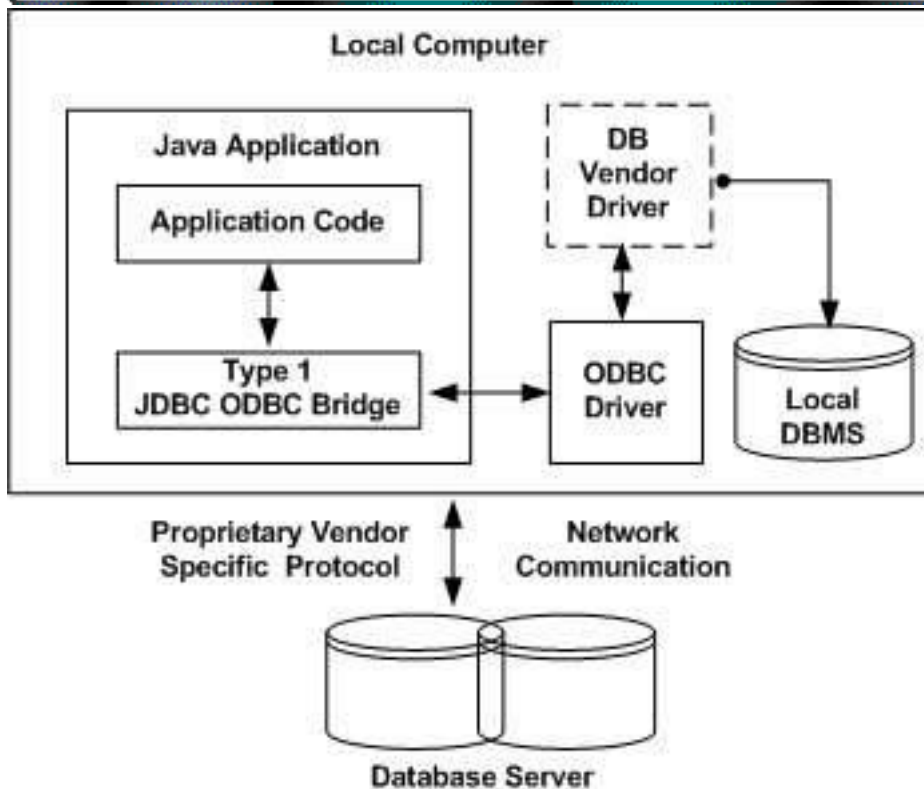 Local Computer
Java Application
Application Code
Type 1
JDBC ODBC Bridge
DB
Vendor
Driver
ODBC
Driver
Local
DBMS
Proprietary Vendor
Specific Protocol
Network
Communication
Database Server